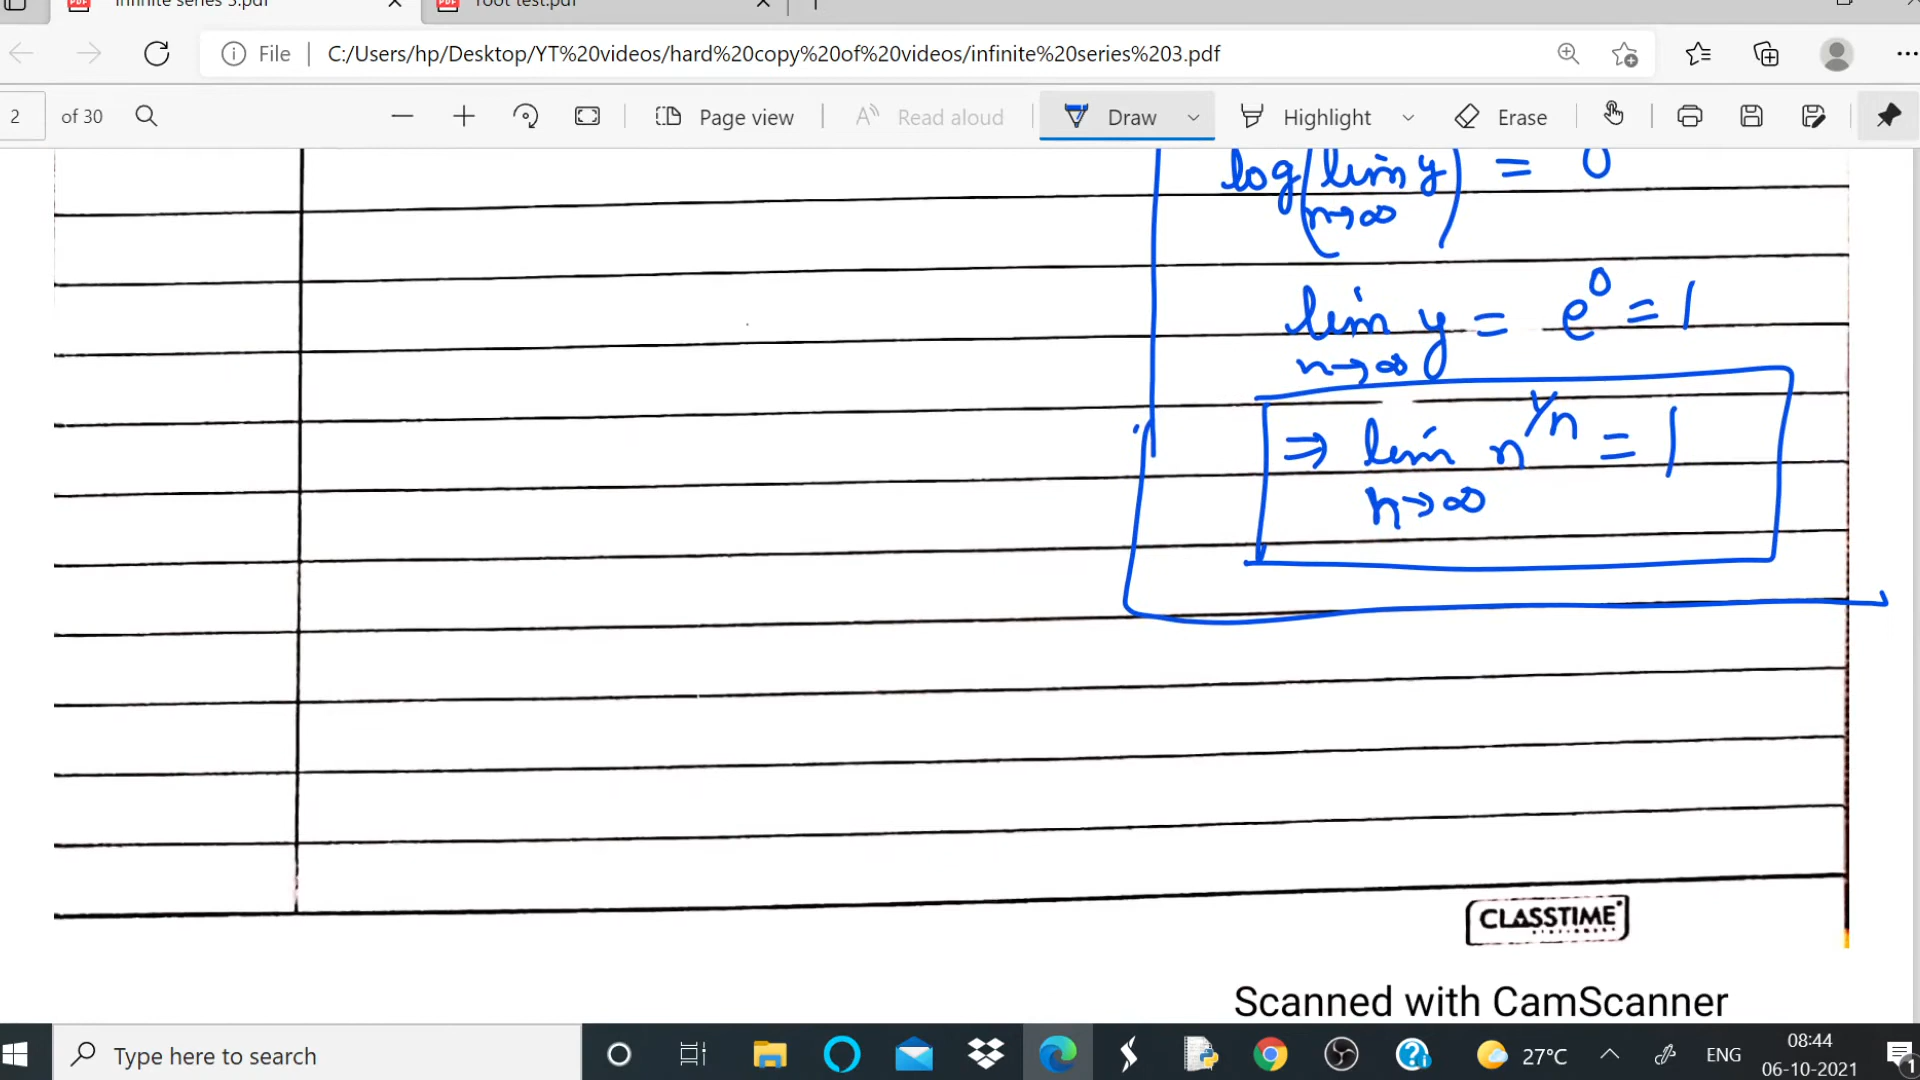 infinite series 3.pdf
root test.pdf
File
C:/Users/hp/Desktop/YT%20videos/hard%20copy%20of%20videos/infinite%20series%203.pdf
2 of 30
Page view
Read aloud
Draw
Highlight
Erase
log(lim y) = 0
n→∞
lim y = e^0 = 1
n→∞
⇒ lim n^1/n = 1
n→∞
CLASSTIME
Scanned with CamScanner
Type here to search
27°C
ENG
08:44
06-10-2021
1